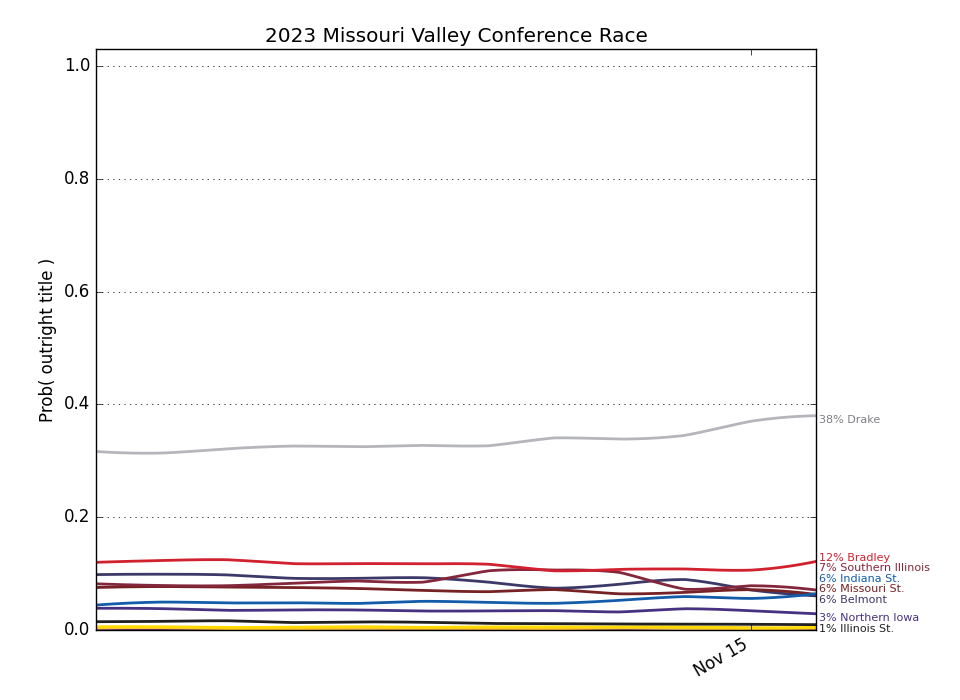 2023 Missouri Valley Conference Race
1.0
0.8
0.6
0.4
0.2
0.0
Prob( outright title )
38% Drake
12% Bradley
7% Southern Illinois
6% Indiana St.
6% Missouri St.
6% Belmont
3% Northern Iowa
1% Illinois St.
Nov 15